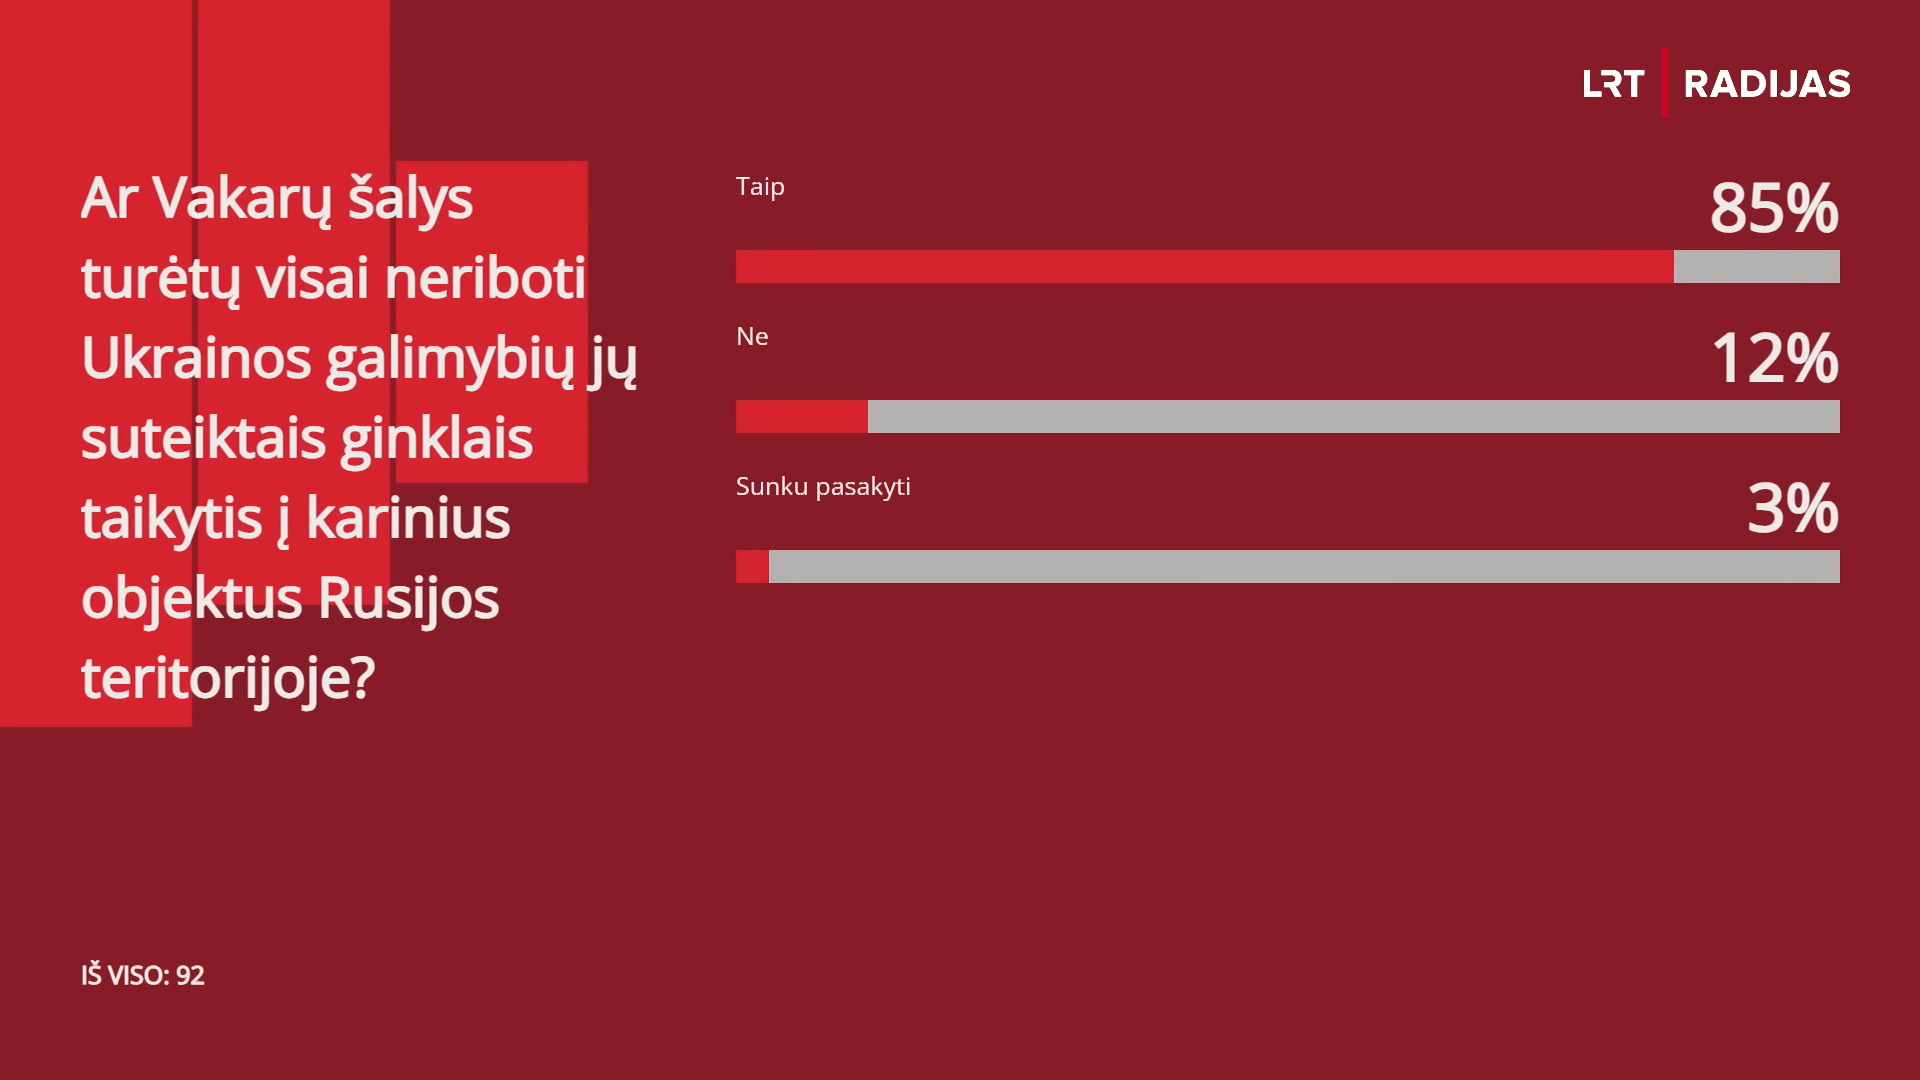 LRT | RADIJAS
Ar Vakarų šalys
turėtų visai neriboti
Ukrainos galimybių jų
suteiktais ginklais
taikytis į karinius
objektus Rusijos
teritorijoje?
Taip
85%
Ne
12%
Sunku pasakyti
3%
IŠ VISO: 92